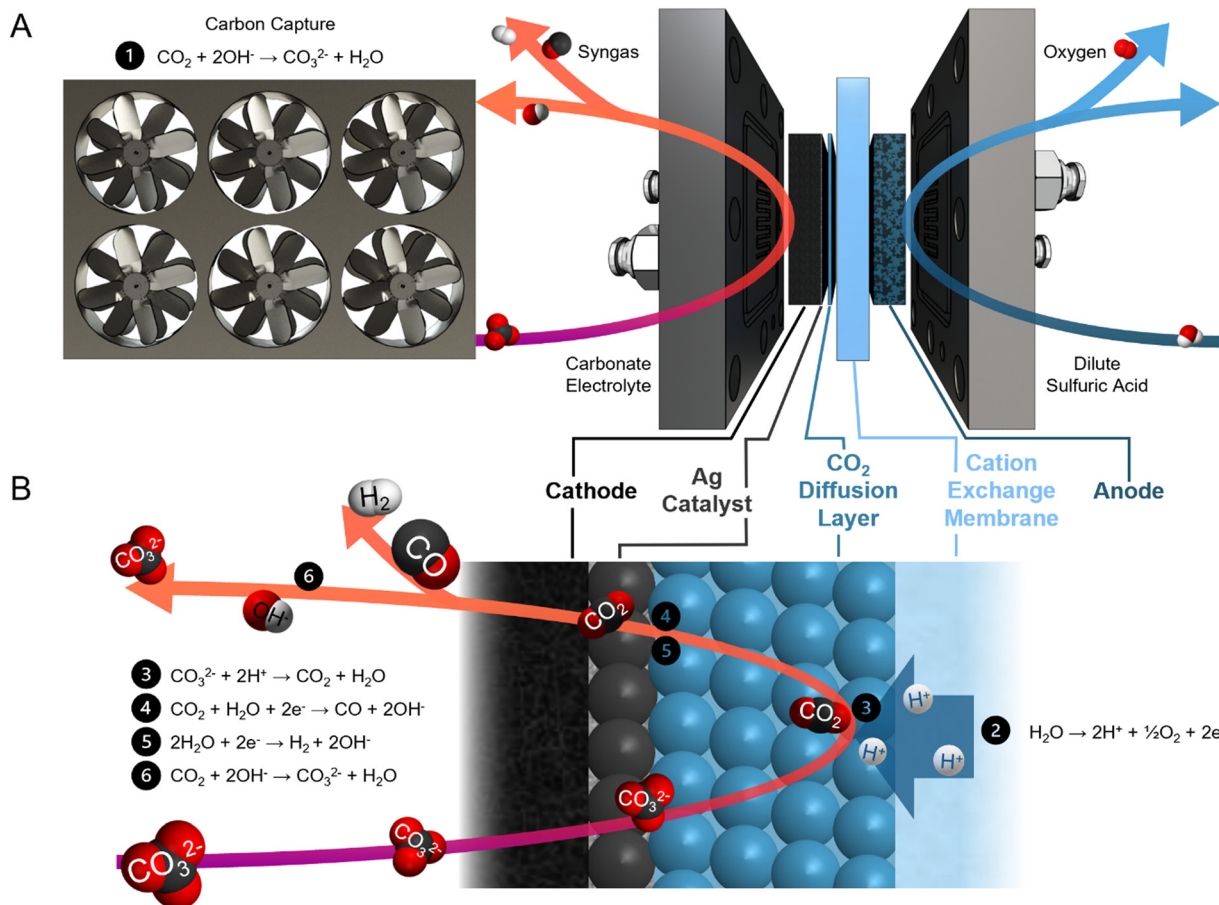 A
Carbon Capture
1 CO₂ + 2OH⁻ → CO₃²⁻ + H₂O
Syngas
Oxygen
Carbonate
Electrolyte
Dilute
Sulfuric Acid
Cathode
Ag
Catalyst
CO₂
Diffusion
Layer
Cation
Exchange
Membrane
Anode
B
H₂
CO
CO₃²⁻
6
OH⁻
CO₂
4
5
3 CO₃²⁻ + 2H⁺ → CO₂ + H₂O
4 CO₂ + H₂O + 2e⁻ → CO + 2OH⁻
5 2H₂O + 2e⁻ → H₂ + 2OH⁻
6 CO₂ + 2OH⁻ → CO₃²⁻ + H₂O
CO₂
3
H⁺
H⁺
H⁺
2 H₂O → 2H⁺ + ½O₂ + 2e
CO₃²⁻
CO₃²⁻
CO₃²⁻